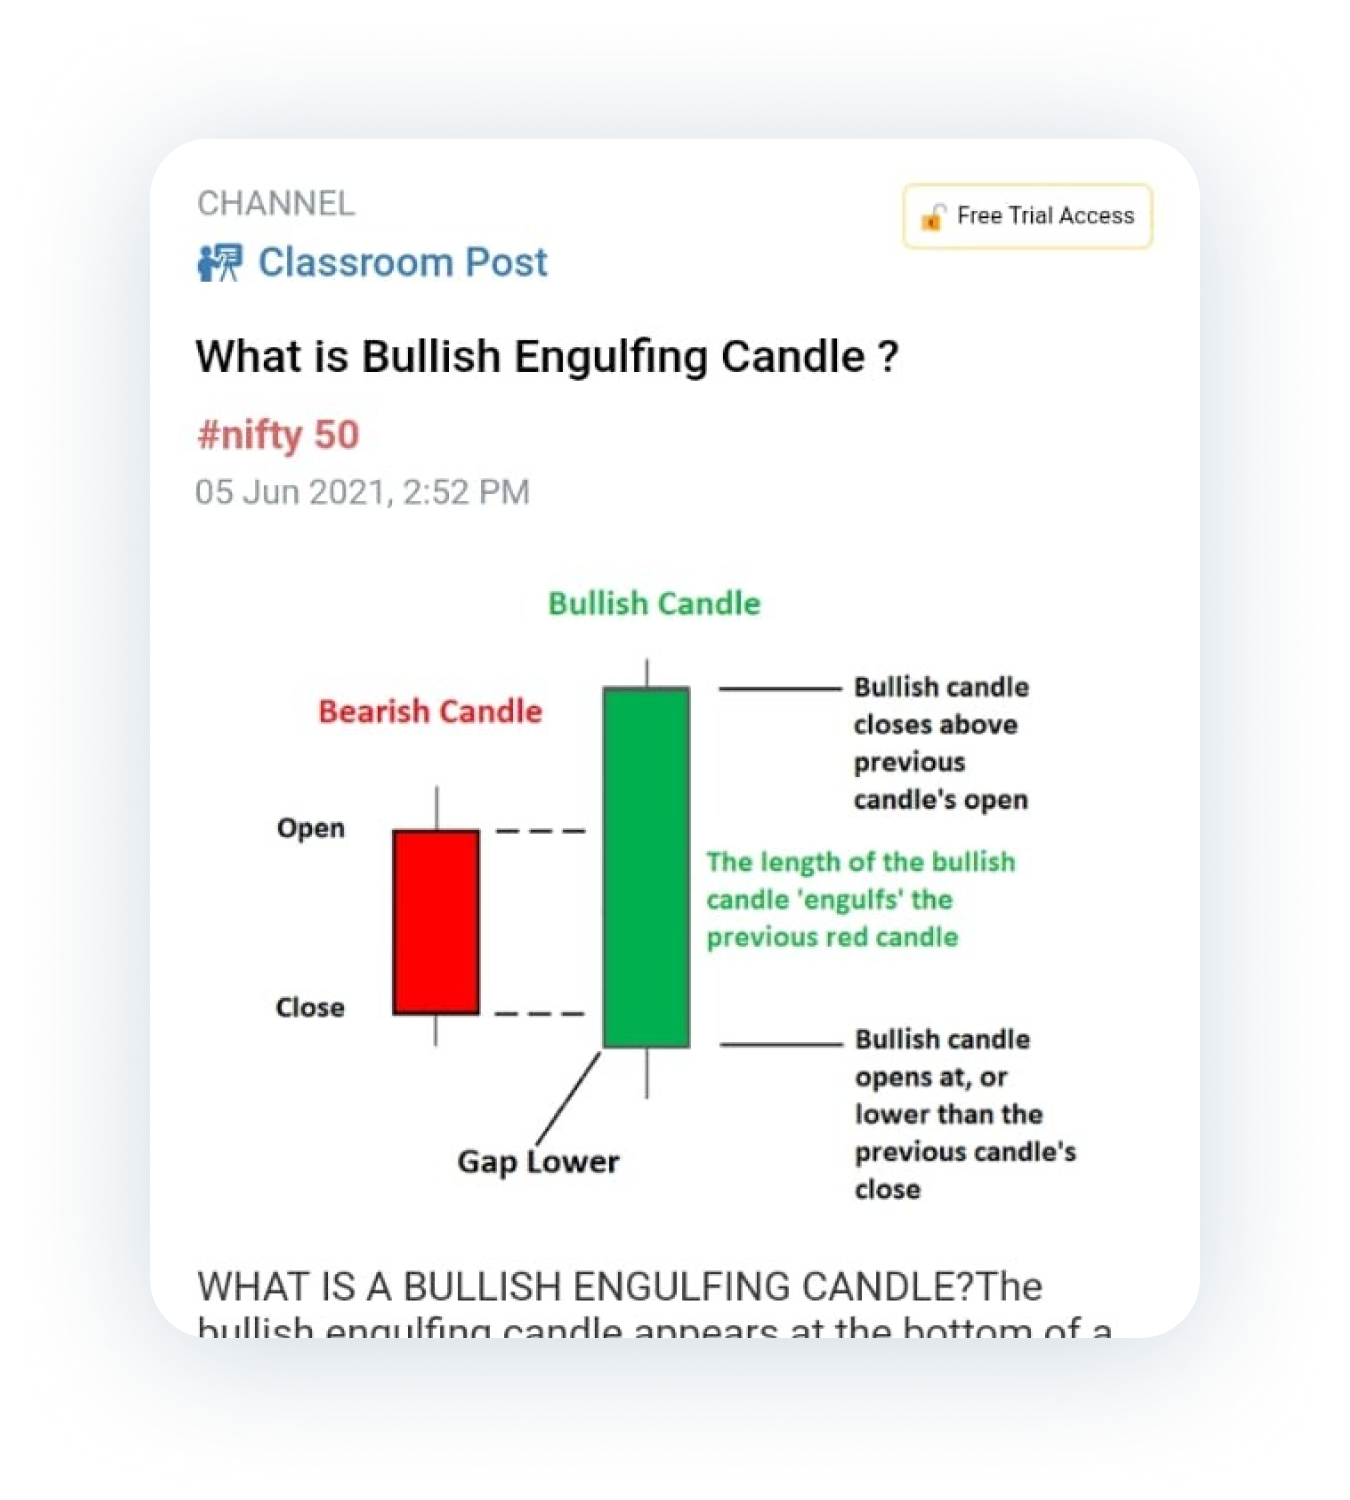 CHANNEL
Free Trial Access
Classroom Post
What is Bullish Engulfing Candle ?
#nifty 50
05 Jun 2021, 2:52 PM
Bullish Candle
Bearish Candle
Bullish candle
closes above
previous
candle's open
Open
The length of the bullish
candle 'engulfs' the
previous red candle
Close
Bullish candle
opens at, or
lower than the
previous candle's
close
Gap Lower
WHAT IS A BULLISH ENGULFING CANDLE?The
bullish engulfing candle appears at the bottom of a